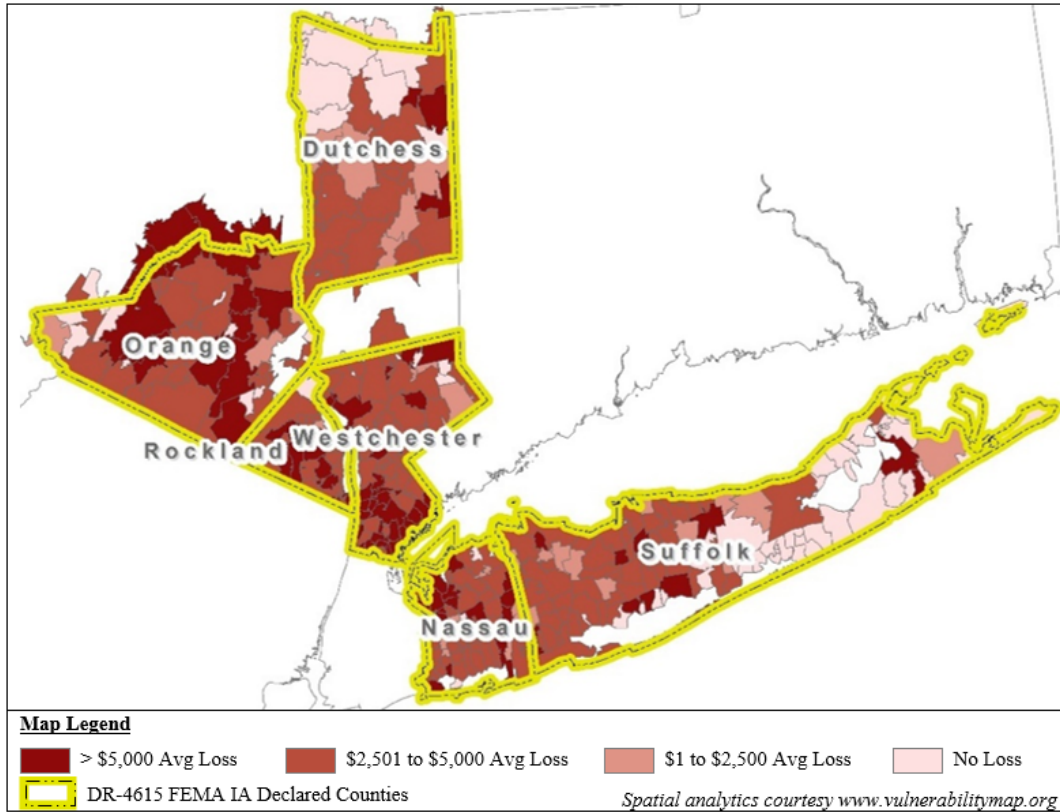 Dutchess
Orange
Rockland
Westchester
Suffolk
Nassau
Map Legend
> $5,000 Avg Loss
$2,501 to $5,000 Avg Loss
$1 to $2,500 Avg Loss
No Loss
DR-4615 FEMA IA Declared Counties
Spatial analytics courtesy www.vulnerabilitymap.org